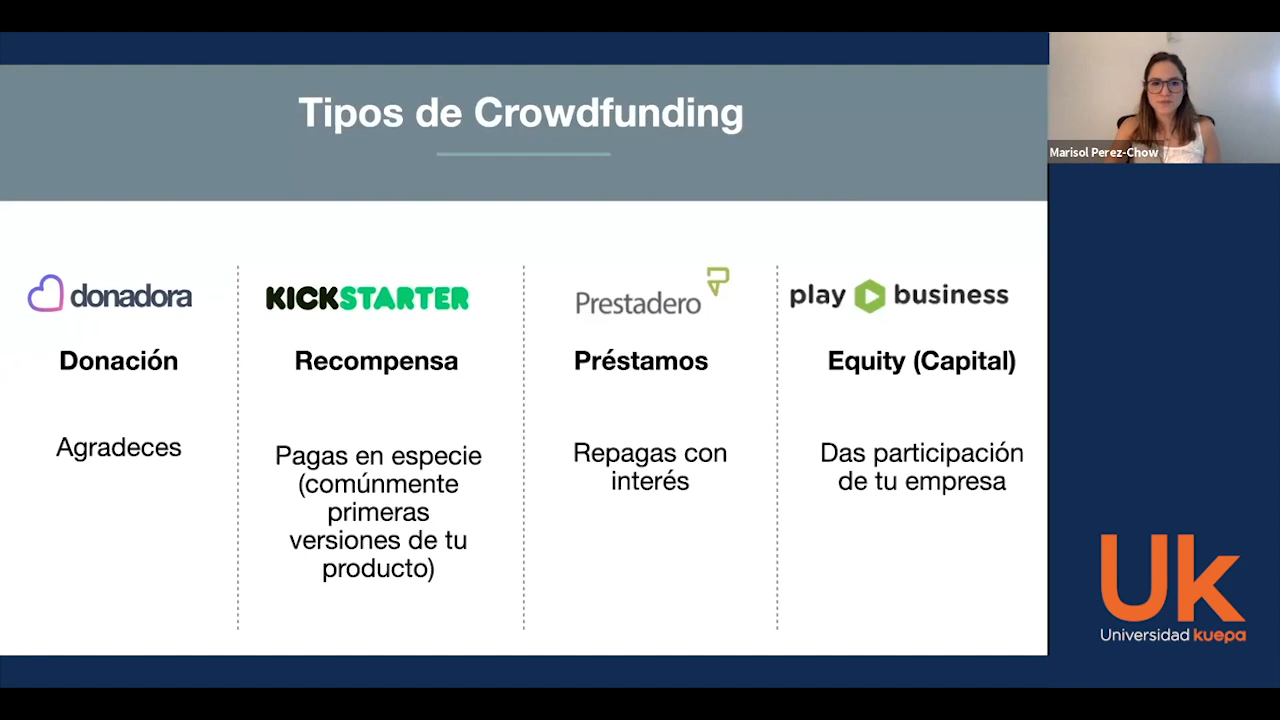 Tipos de Crowdfunding
Marisol Perez-Chow
donadora
KICKSTARTER
Prestadero
play business
Donación
Recompensa
Préstamos
Equity (Capital)
Agradeces
Pagas en especie
(comúnmente
primeras
versiones de tu
producto)
Repagas con
interés
Das participación
de tu empresa
Uk
Universidad kuepa